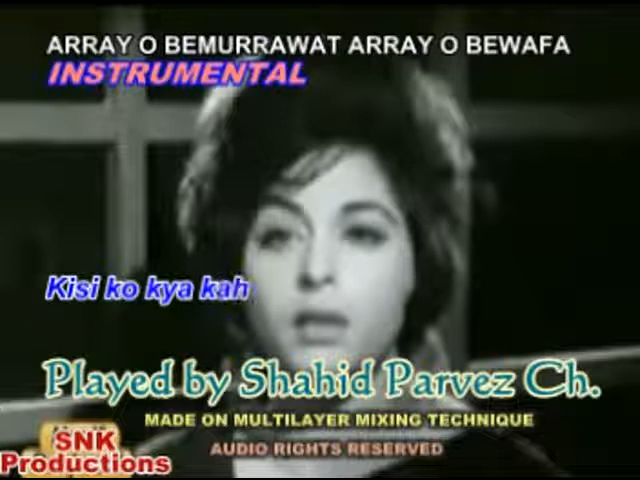 ARRAY O BEMURRAWAT ARRAY O BEWAFA
INSTRUMENTAL
Kisi ko kya kah
Played by Shahid Parvez Ch.
MADE ON MULTILAYER MIXING TECHNIQUE
SNK
Productions
AUDIO RIGHTS RESERVED